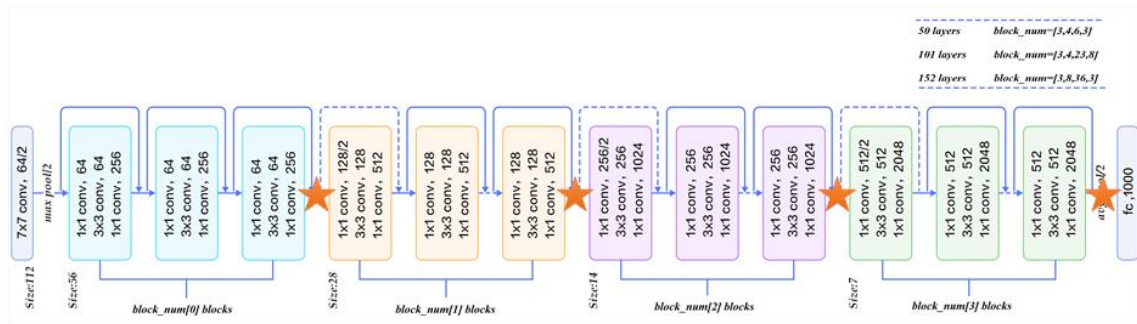 50 layers block_num=[3,4,6,3]
101 layers block_num=[3,4,23,8]
152 layers block_num=[3,8,36,3]
7x7 conv, 64/2
max pool/2
1x1 conv, 64
3x3 conv, 64
1x1 conv, 256
1x1 conv, 64
3x3 conv, 64
1x1 conv, 256
1x1 conv, 64
3x3 conv, 64
1x1 conv, 256
1x1 conv, 128/2
3x3 conv, 128
1x1 conv, 512
1x1 conv, 128
3x3 conv, 128
1x1 conv, 512
1x1 conv, 128
3x3 conv, 128
1x1 conv, 512
1x1 conv, 256/2
3x3 conv, 256
1x1 conv, 1024
1x1 conv, 256
3x3 conv, 256
1x1 conv, 1024
1x1 conv, 256
3x3 conv, 256
1x1 conv, 1024
1x1 conv, 512/2
3x3 conv, 512
1x1 conv, 2048
1x1 conv, 512
3x3 conv, 512
1x1 conv, 2048
1x1 conv, 512
3x3 conv, 512
1x1 conv, 2048
fc ,1000
Size:112
Size:56
Size:28
Size:14
Size:7
block_num[0] blocks
block_num[1] blocks
block_num[2] blocks
block_num[3] blocks